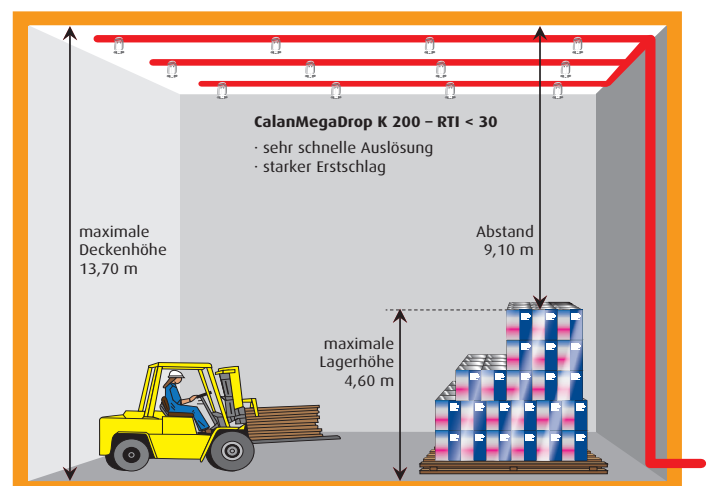 CalanMegaDrop K 200 – RTI < 30
· sehr schnelle Auslösung
· starker Erstschlag
maximale
Deckenhöhe
13,70 m
Abstand
9,10 m
maximale
Lagerhöhe
4,60 m